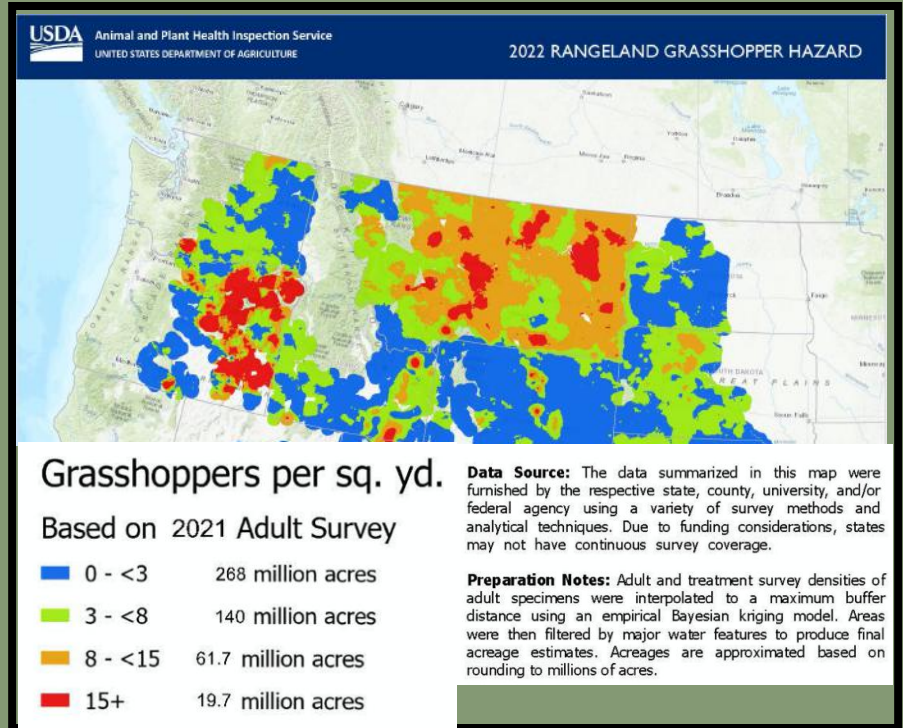 USDA
Animal and Plant Health Inspection Service
UNITED STATES DEPARTMENT OF AGRICULTURE
2022 RANGELAND GRASSHOPPER HAZARD
Calgary
Regina
Fargo
MINNESOTA
GREAT PLAINS
Sioux Falls
Grasshoppers per sq. yd.
Based on 2021 Adult Survey
0 - <3 268 million acres
3 - <8 140 million acres
8 - <15 61.7 million acres
15+ 19.7 million acres
Data Source: The data summarized in this map were
furnished by the respective state, county, university, and/or
federal agency using a variety of survey methods and
analytical techniques. Due to funding considerations, states
may not have continuous survey coverage.
Preparation Notes: Adult and treatment survey densities of
adult specimens were interpolated to a maximum buffer
distance using an empirical Bayesian kriging model. Areas
were then filtered by major water features to produce final
acreage estimates. Acreages are approximated based on
rounding to millions of acres.